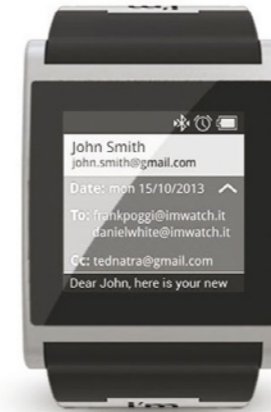 John Smith
john.smith@gmail.com
Date: mon 15/10/2013
To: frankpoggi@imwatch.it
danielwhite@imwatch.it
Cc: tednatra@gmail.com
Dear John, here is your new